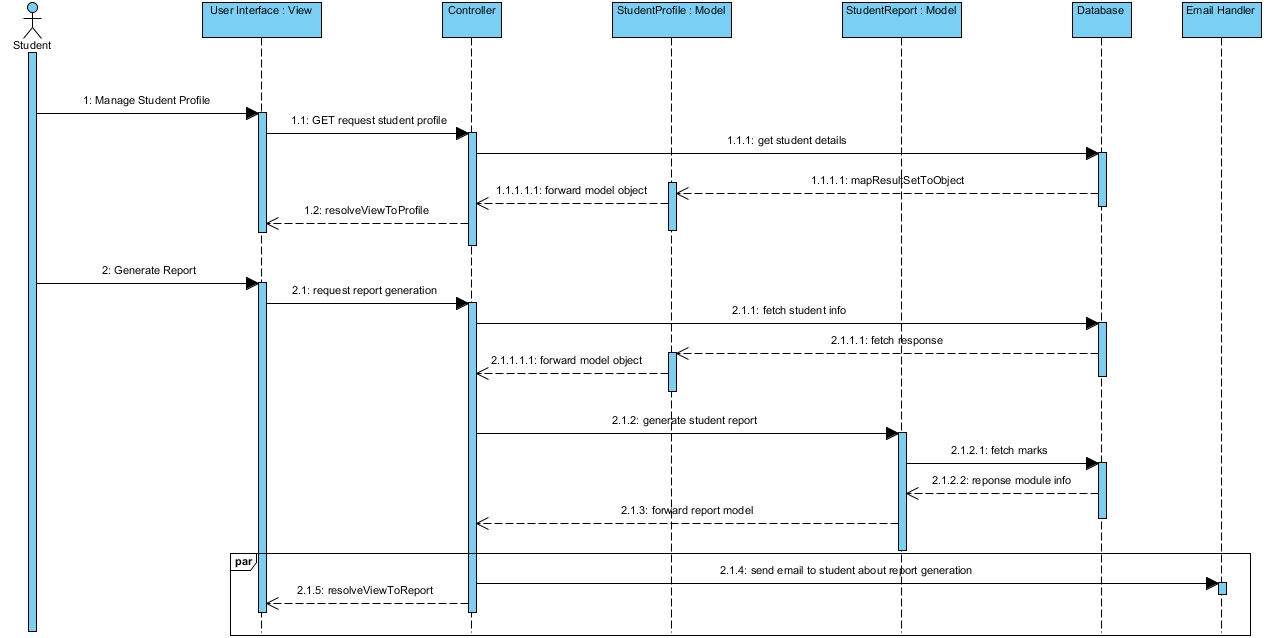 User Interface : View
Controller
StudentProfile : Model
StudentReport : Model
Database
Email Handler
Student
1: Manage Student Profile
1.1: GET request student profile
1.1.1: get student details
1.1.1.1: mapResultSetToObject
1.1.1.1.1: forward model object
1.2: resolveViewToProfile
2: Generate Report
2.1: request report generation
2.1.1: fetch student info
2.1.1.1: fetch response
2.1.1.1.1: forward model object
2.1.2: generate student report
2.1.2.1: fetch marks
2.1.2.2: reponse module info
2.1.3: forward report model
par
2.1.4: send email to student about report generation
2.1.5: resolveViewToReport